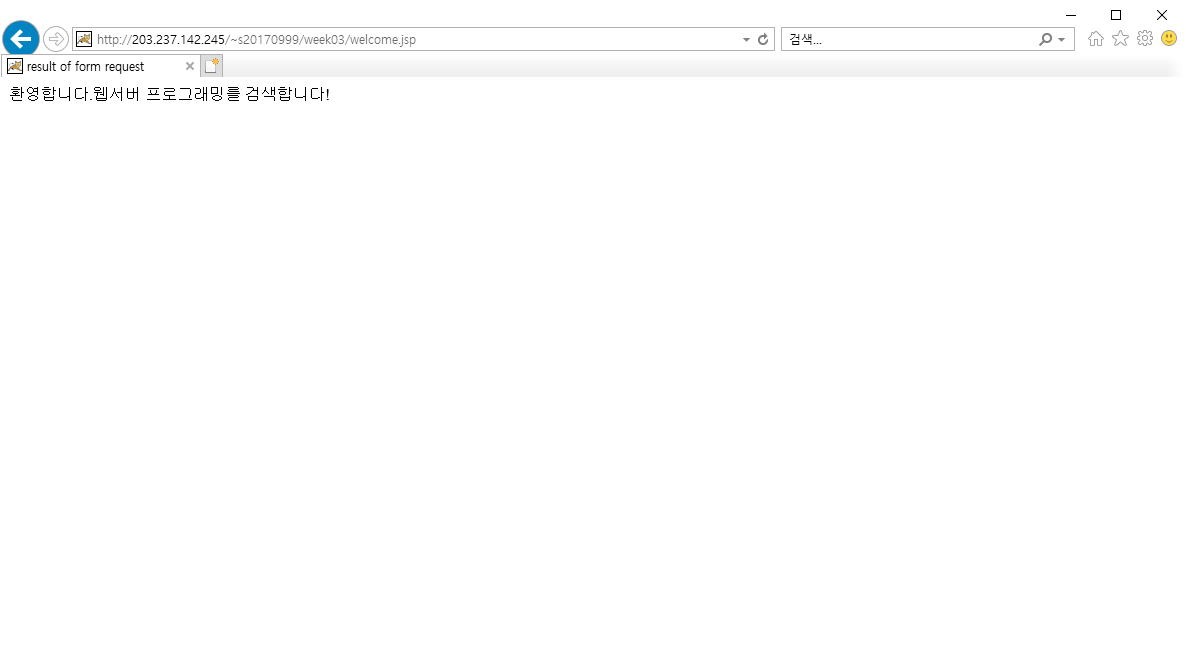 http://203.237.142.245/~s20170999/week03/welcome.jsp
검색...
result of form request
환영합니다.웹서버 프로그래밍를 검색합니다!